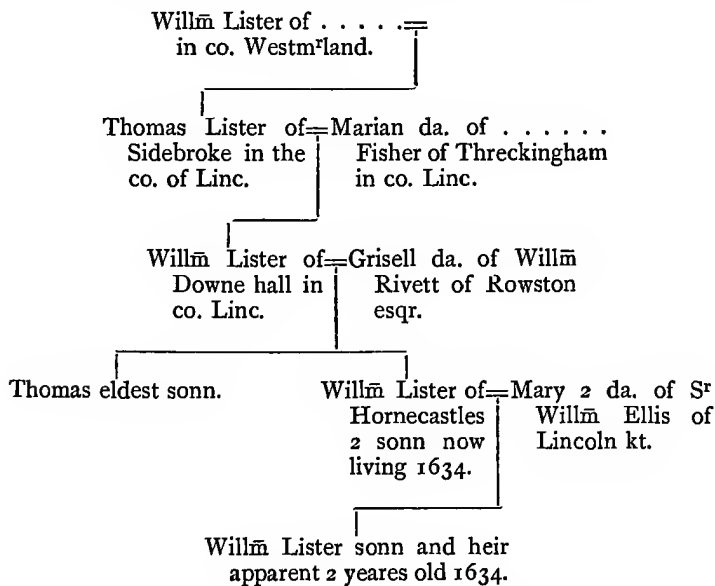 Willm̄ Lister of . . . . . =
in co. Westmʳland.
Thomas Lister of=Marian da. of . . . . . .
Sidebroke in the Fisher of Threckingham
co. of Linc. in co. Linc.
Willm̄ Lister of=Grisell da. of Willm̄
Downe hall in Rivett of Rowston
co. Linc. esqr.
Thomas eldest sonn. Willm̄ Lister of=Mary 2 da. of Sʳ
Hornecastles Willm̄ Ellis of
2 sonn now Lincoln kt.
living 1634.
Willm̄ Lister sonn and heir
apparent 2 yeares old 1634.